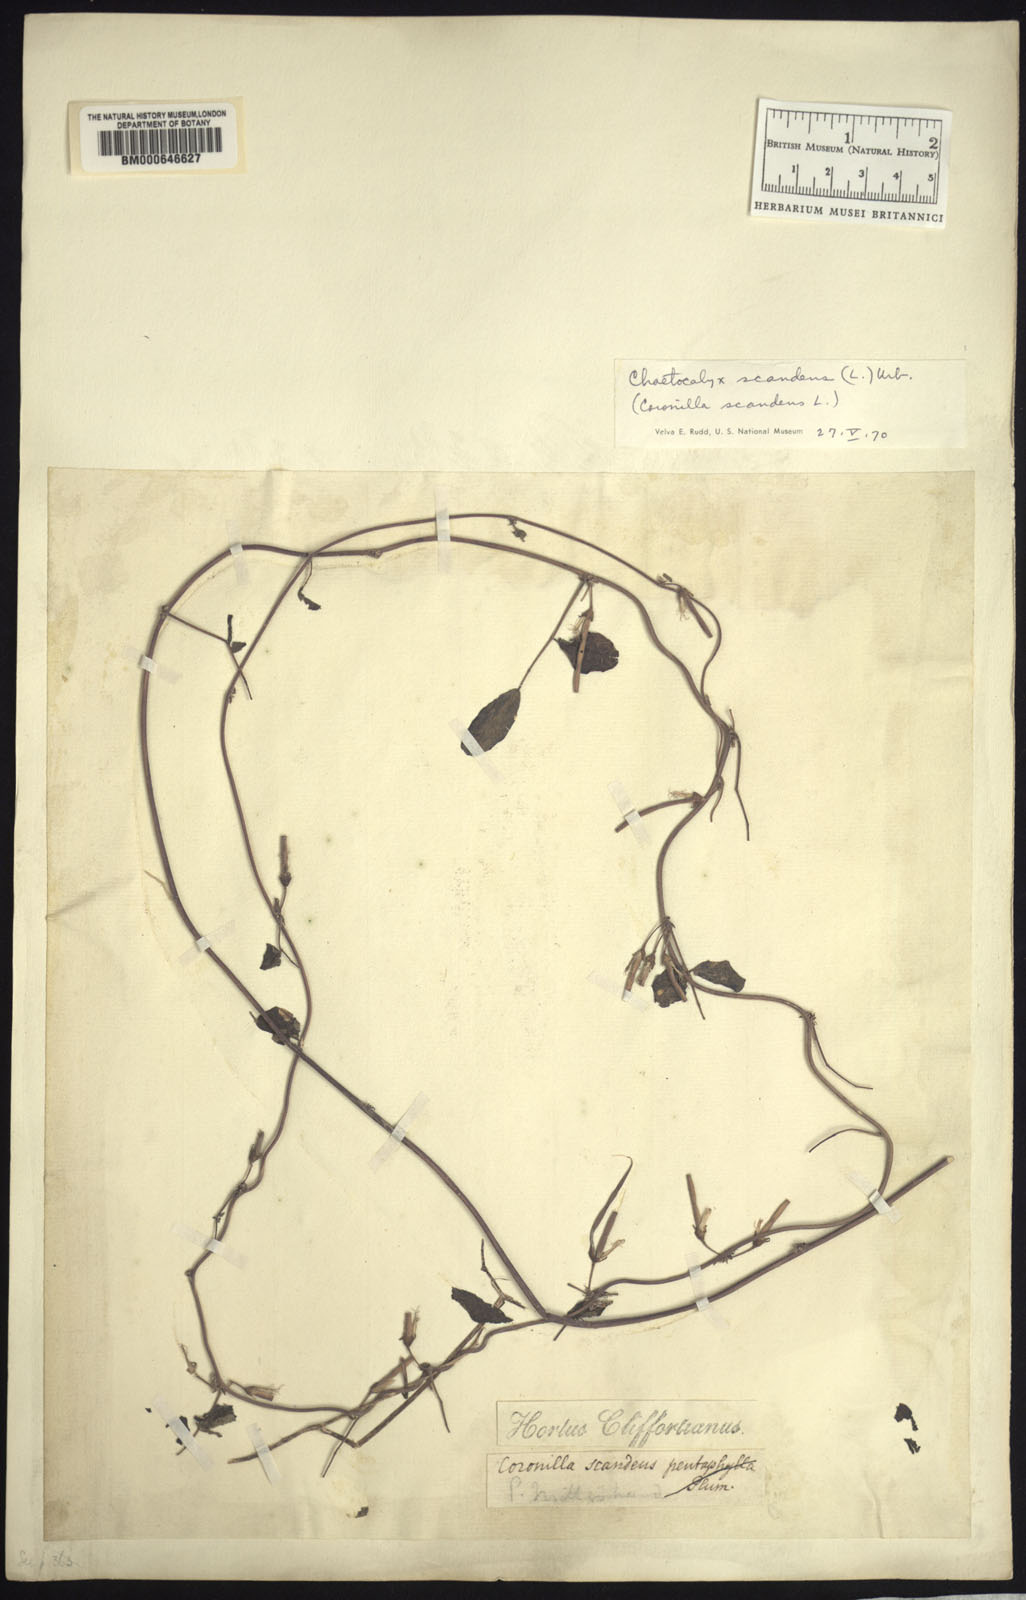 THE NATURAL HISTORY MUSEUM, LONDON
DEPARTMENT OF BOTANY
BM000646627
1 2
BRITISH MUSEUM (NATURAL HISTORY)
1 2 3 4 5
HERBARIUM MUSEI BRITANNICI
Chaetocalyx scandens (L.) Urb.
(Coronilla scandens L.)
Velva E. Rudd, U. S. National Museum 27.V.70
Hortus Cliffortianus.
Coronilla scandens pentaphylla
Plum.
363